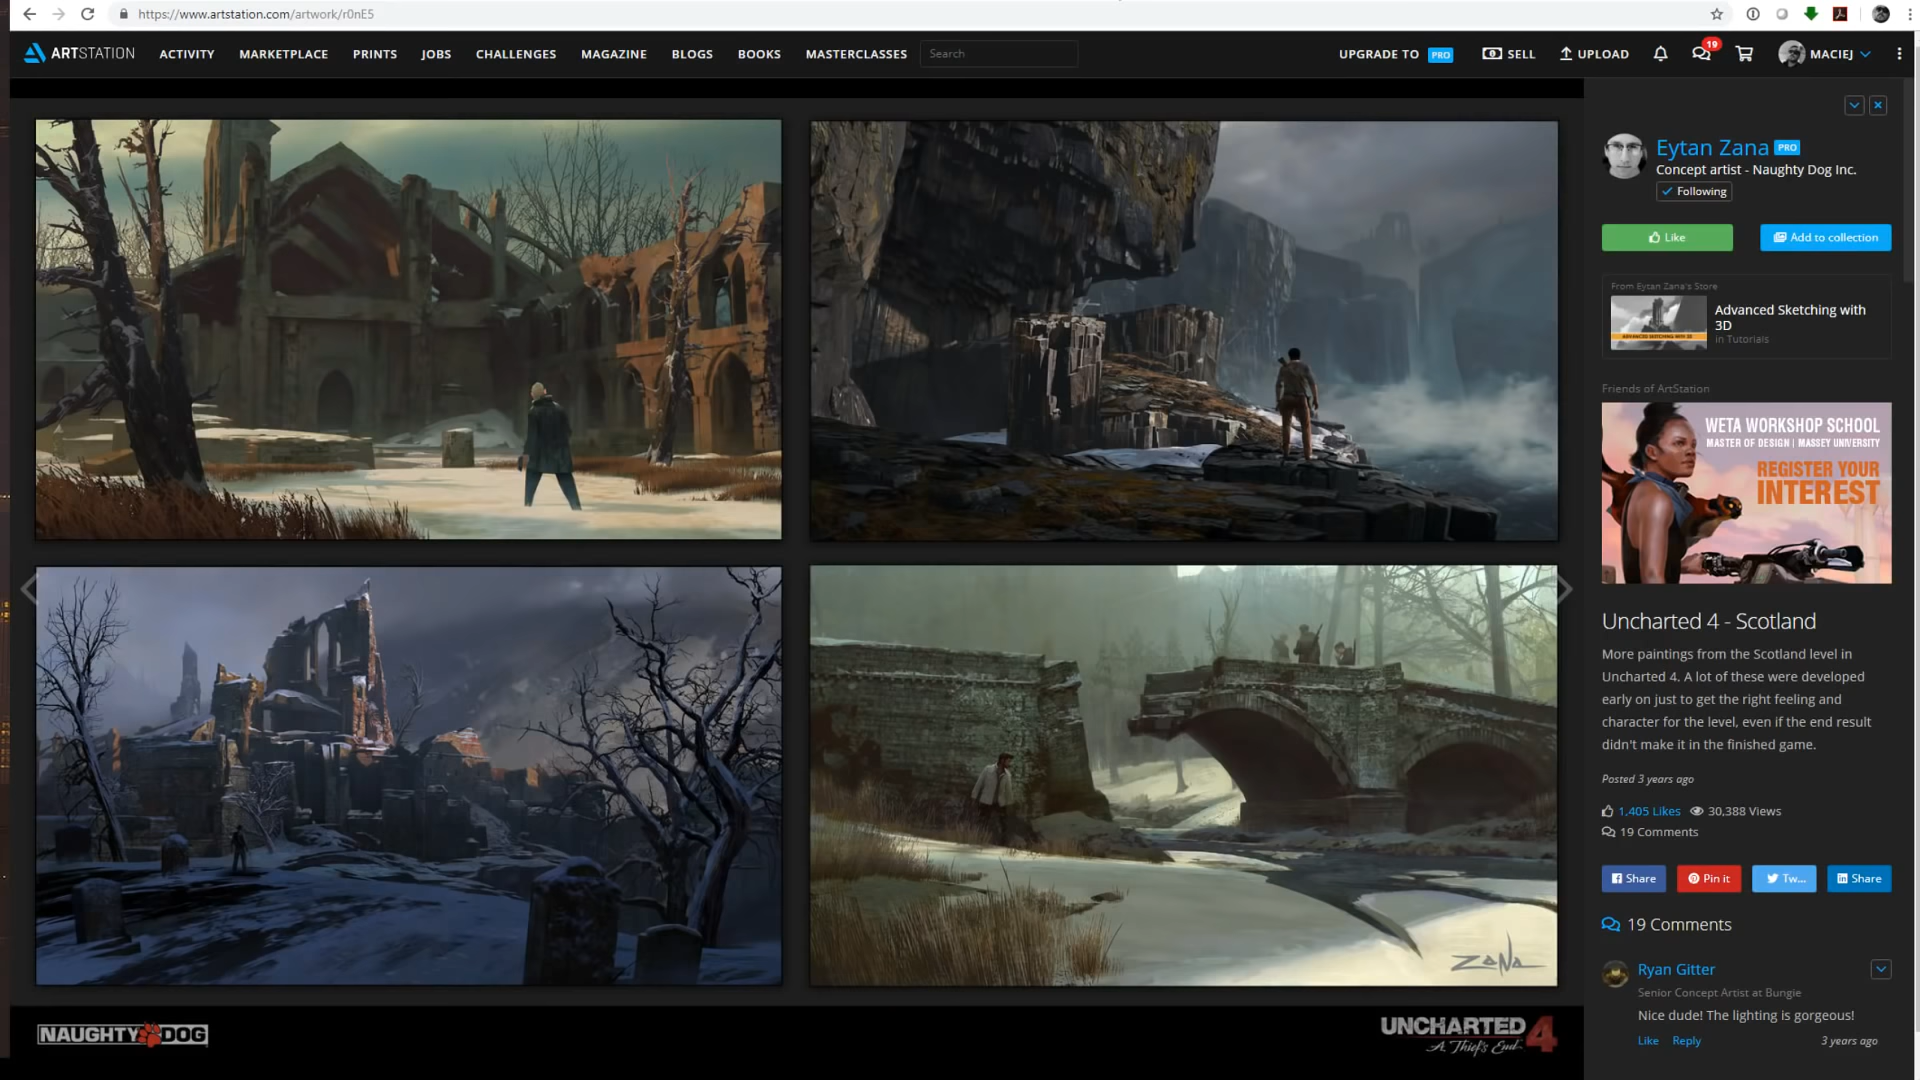 https://www.artstation.com/artwork/r0nE5
ARTSTATION ACTIVITY MARKETPLACE PRINTS JOBS CHALLENGES MAGAZINE BLOGS BOOKS MASTERCLASSES Search UPGRADE TO PRO SELL UPLOAD 19 MACIEJ
Eytan Zana PRO
Concept artist - Naughty Dog Inc.
Following
Like Add to collection
From Eytan Zana's Store
Advanced Sketching with
3D
in Tutorials
ADVANCED SKETCHING WITH 3D
Friends of ArtStation
WETA WORKSHOP SCHOOL
MASTER OF DESIGN | MASSEY UNIVERSITY
REGISTER YOUR
INTEREST
Uncharted 4 - Scotland
More paintings from the Scotland level in
Uncharted 4. A lot of these were developed
early on just to get the right feeling and
character for the level, even if the end result
didn't make it in the finished game.
Posted 3 years ago
1,405 Likes 30,388 Views
19 Comments
Share Pin it Tw... Share
19 Comments
Ryan Gitter
Senior Concept Artist at Bungie
Nice dude! The lighting is gorgeous!
Like Reply 3 years ago
ZANA
NAUGHTY DOG
UNCHARTED 4
A Thief's End